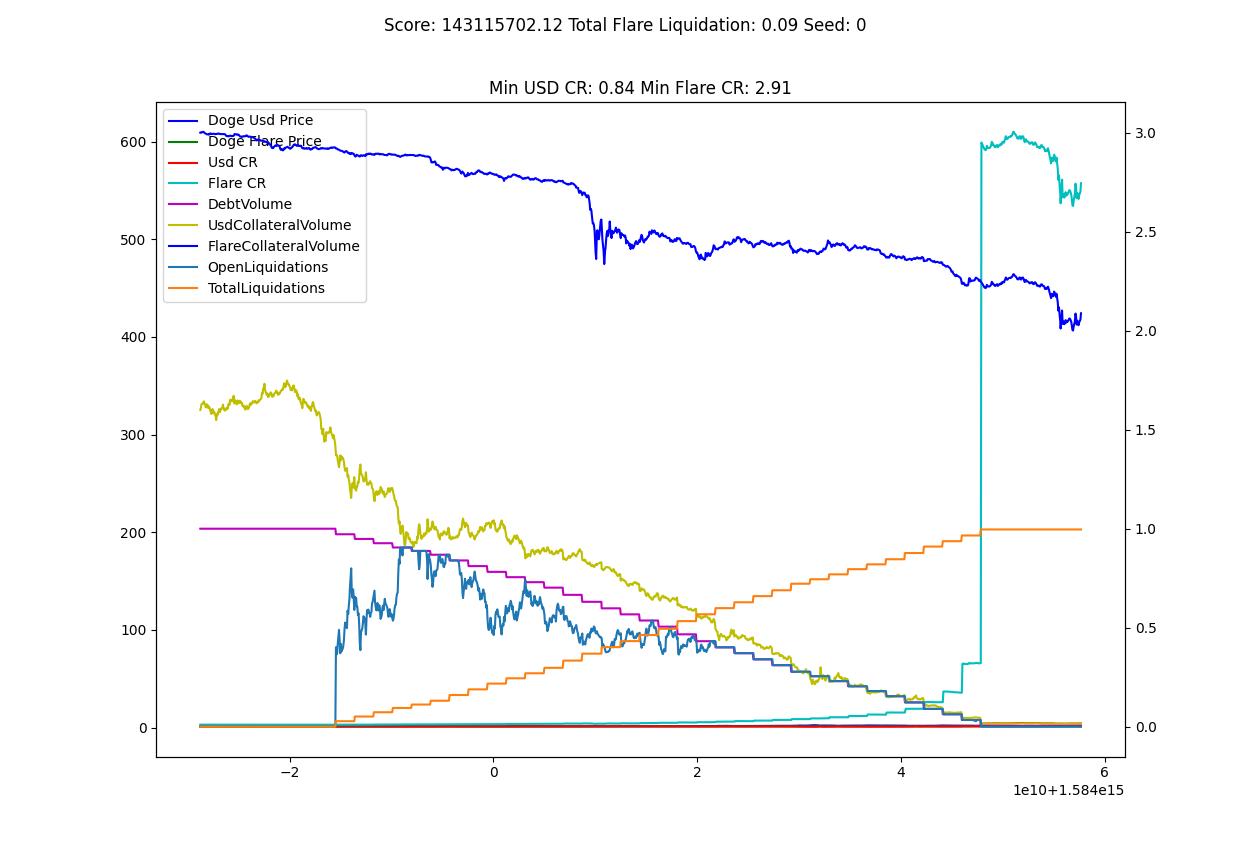 Score: 143115702.12 Total Flare Liquidation: 0.09 Seed: 0
Min USD CR: 0.84 Min Flare CR: 2.91
Doge Usd Price
Doge Flare Price
Usd CR
Flare CR
DebtVolume
UsdCollateralVolume
FlareCollateralVolume
OpenLiquidations
TotalLiquidations
600
500
400
300
200
100
0
3.0
2.5
2.0
1.5
1.0
0.5
0.0
−2
0
2
4
6
1e10+1.584e15